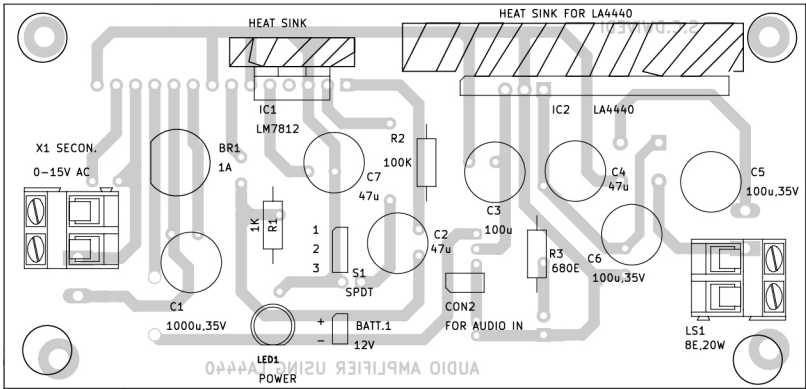 HEAT SINK
HEAT SINK FOR LA4440
S.C.DWIVEDI
IC1
LM7812
IC2 LA4440
X1 SECON.
0-15V AC
BR1
1A
R2
100K
C7
47u
C4
47u
C5
100u,35V
C3
100u
1K
R1
1
2
3
C2
47u
S1
SPDT
R3
680E
C6
100u,35V
C1
1000u,35V
CON2
FOR AUDIO IN
+
−
BATT.1
12V
LS1
8E,20W
LED1
POWER
AUDIO AMPLIFIER USING LA4440